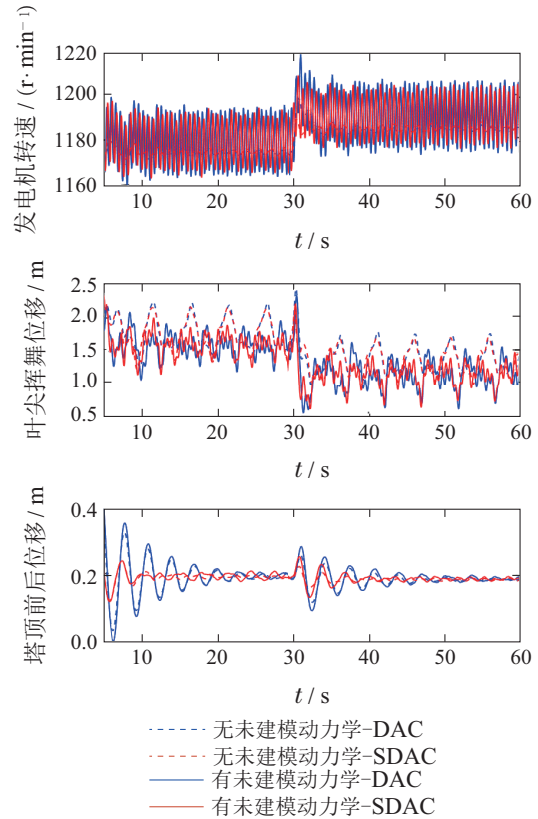 发电机转速 / (r·min⁻¹)
1220
1200
1180
1160
10 20 30 40 50 60
t / s
叶尖挥舞位移 / m
2.5
2.0
1.5
1.0
0.5
10 20 30 40 50 60
t / s
塔顶前后位移 / m
0.4
0.2
0.0
10 20 30 40 50 60
t / s
无未建模动力学-DAC
无未建模动力学-SDAC
有未建模动力学-DAC
有未建模动力学-SDAC